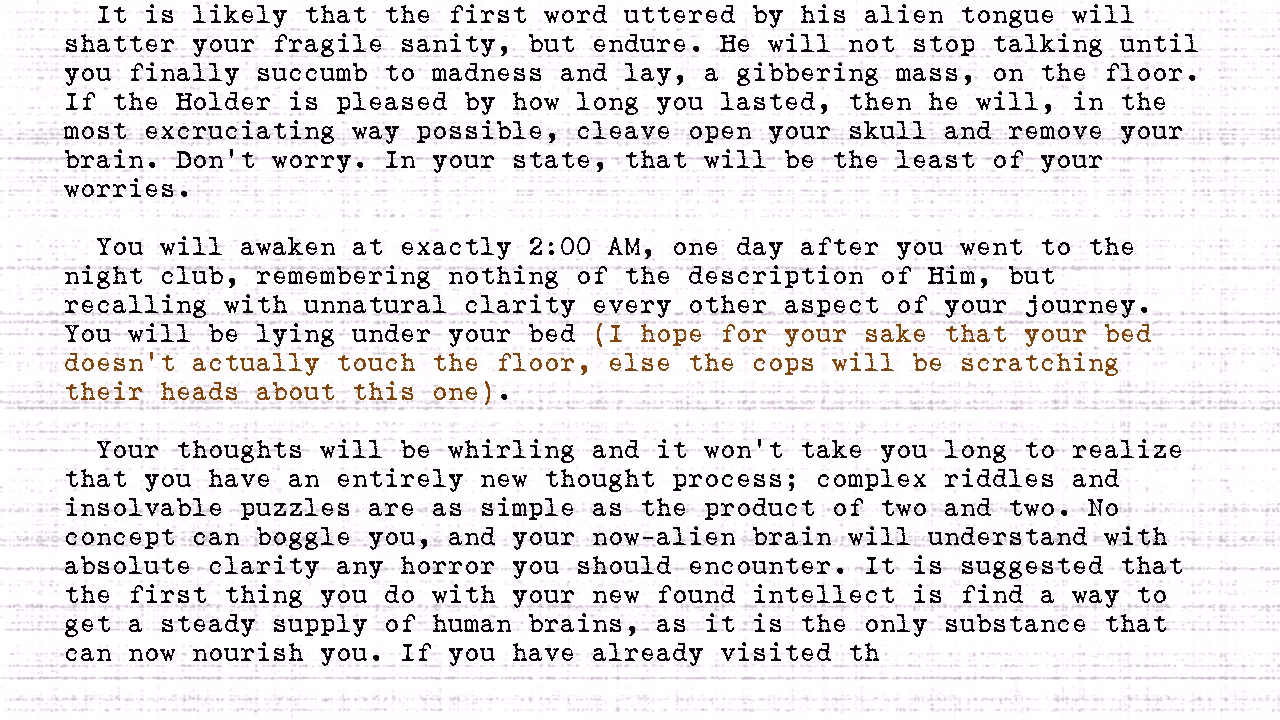 It is likely that the first word uttered by his alien tongue will
shatter your fragile sanity, but endure. He will not stop talking until
you finally succumb to madness and lay, a gibbering mass, on the floor.
If the Holder is pleased by how long you lasted, then he will, in the
most excruciating way possible, cleave open your skull and remove your
brain. Don't worry. In your state, that will be the least of your
worries.
You will awaken at exactly 2:00 AM, one day after you went to the
night club, remembering nothing of the description of Him, but
recalling with unnatural clarity every other aspect of your journey.
You will be lying under your bed (I hope for your sake that your bed
doesn't actually touch the floor, else the cops will be scratching
their heads about this one).
Your thoughts will be whirling and it won't take you long to realize
that you have an entirely new thought process; complex riddles and
insolvable puzzles are as simple as the product of two and two. No
concept can boggle you, and your now-alien brain will understand with
absolute clarity any horror you should encounter. It is suggested that
the first thing you do with your new found intellect is find a way to
get a steady supply of human brains, as it is the only substance that
can now nourish you. If you have already visited th